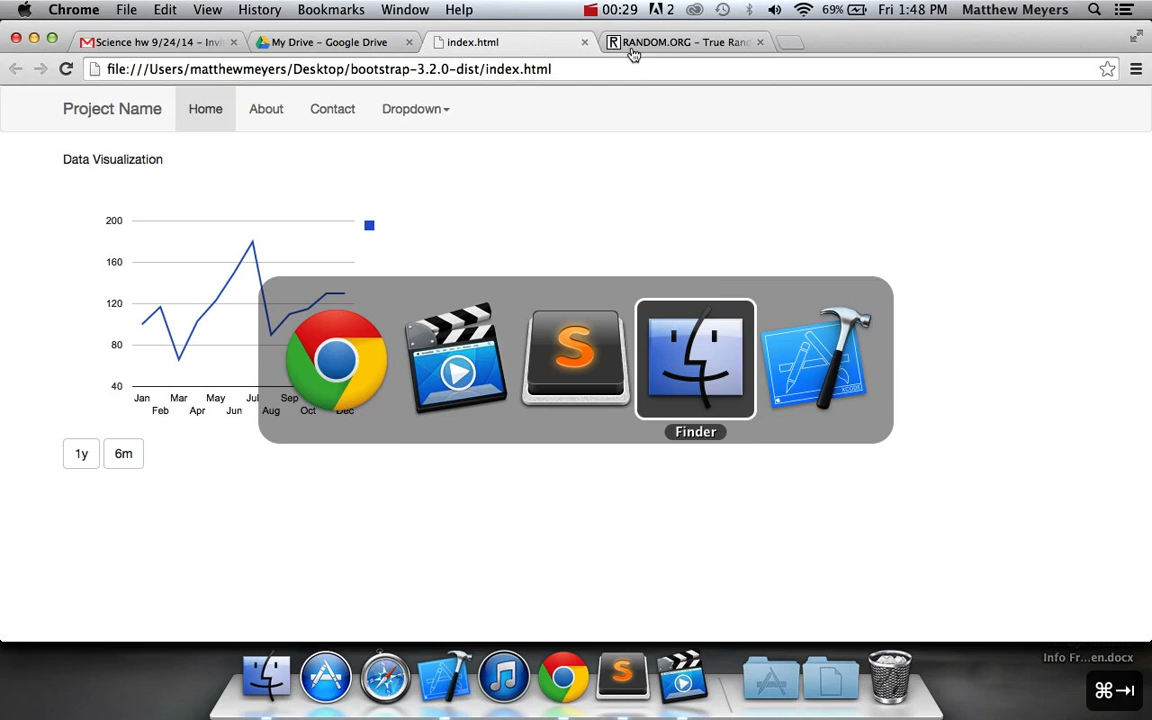 Chrome File Edit View History Bookmarks Window Help 00:29 2 69% Fri 1:48 PM Matthew Meyers
Science hw 9/24/14 – Invi
My Drive – Google Drive
index.html
RANDOM.ORG – True Ran
file:///Users/matthewmeyers/Desktop/bootstrap-3.2.0-dist/index.html
Project Name Home About Contact Dropdown
Data Visualization
200
160
120
80
40
Jan Mar May Jul Sep
Feb Apr Jun Aug Oct Dec
Finder
1y 6m
Info Fr...en.docx